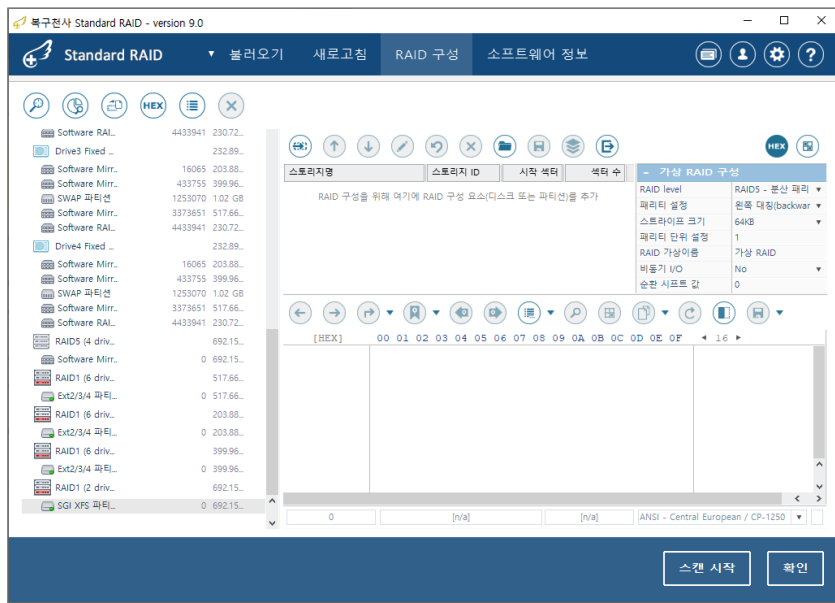 복구천사 Standard RAID - version 9.0
Standard RAID
▼ 불러오기
새로고침
RAID 구성
소프트웨어 정보
HEX
Software RAI... 4433941 230.72...
Drive3 Fixed ... 232.89...
Software Mirr... 16065 203.88...
Software Mirr... 433755 399.96...
SWAP 파티션 1253070 1.02 GB
Software Mirr... 3373651 517.66...
Software RAI... 4433941 230.72...
Drive4 Fixed ... 232.89...
Software Mirr... 16065 203.88...
Software Mirr... 433755 399.96...
SWAP 파티션 1253070 1.02 GB
Software Mirr... 3373651 517.66...
Software RAI... 4433941 230.72...
RAID5 (4 driv... 692.15...
Software Mirr... 0 692.15...
RAID1 (6 driv... 517.66...
Ext2/3/4 파티... 0 517.66...
RAID1 (6 driv... 203.88...
Ext2/3/4 파티... 0 203.88...
RAID1 (6 driv... 399.96...
Ext2/3/4 파티... 0 399.96...
RAID1 (2 driv... 692.15...
SGI XFS 파티... 0 692.15...
HEX
스토리지명 스토리지 ID 시작 섹터 섹터 수
RAID 구성을 위해 여기에 RAID 구성 요소(디스크 또는 파티션)를 추가
- 가상 RAID 구성
RAID level RAID5 - 분산 패리 ▼
패리티 설정 왼쪽 대칭(backwar ▼
스트라이프 크기 64KB ▼
패리티 단위 설정 1
RAID 가상이름 가상 RAID
비동기 I/O No ▼
순환 시프트 값 0
[HEX] 00 01 02 03 04 05 06 07 08 09 0A 0B 0C 0D 0E 0F ◄ 16 ►
0 [n/a] [n/a] ANSI - Central European / CP-1250 ▼
스캔 시작
확인